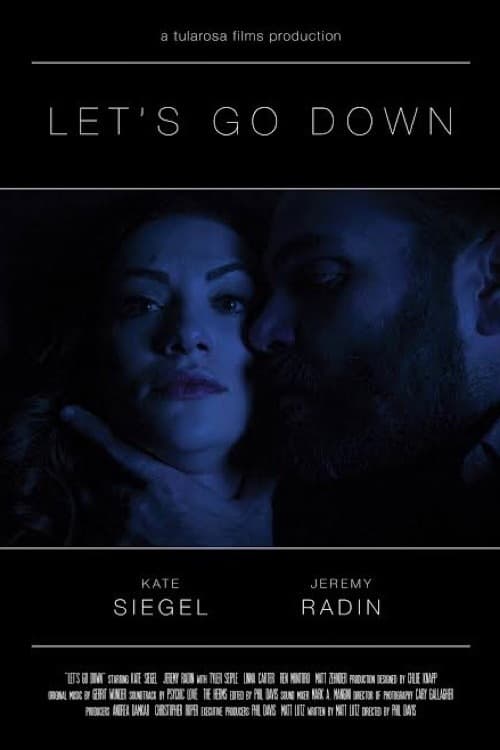 a tularosa films production
LET'S GO DOWN
KATE JEREMY
SIEGEL RADIN
"LET'S GO DOWN" STARRING KATE SIEGEL JEREMY RADIN WITH TYLER SEIPLE LINNA CARTER BEN MONTORO MATT ZEHNDER PRODUCTION DESIGNED BY CHLOE KNAPP
ORIGINAL MUSIC BY GERRIT WUNDER SOUNDTRACK BY PSYCHIC LOVE THE HERMS EDITED BY PHIL DAVIS SOUND MIXER MARK A. MANGINI DIRECTOR OF PHOTOGRAPHY CARY GALLAGHER
PRODUCERS ANDREA DAMGAR CHRISTOPHER ROPER EXECUTIVE PRODUCERS PHIL DAVIS MATT LUTZ WRITTEN BY MATT LUTZ DIRECTED BY PHIL DAVIS